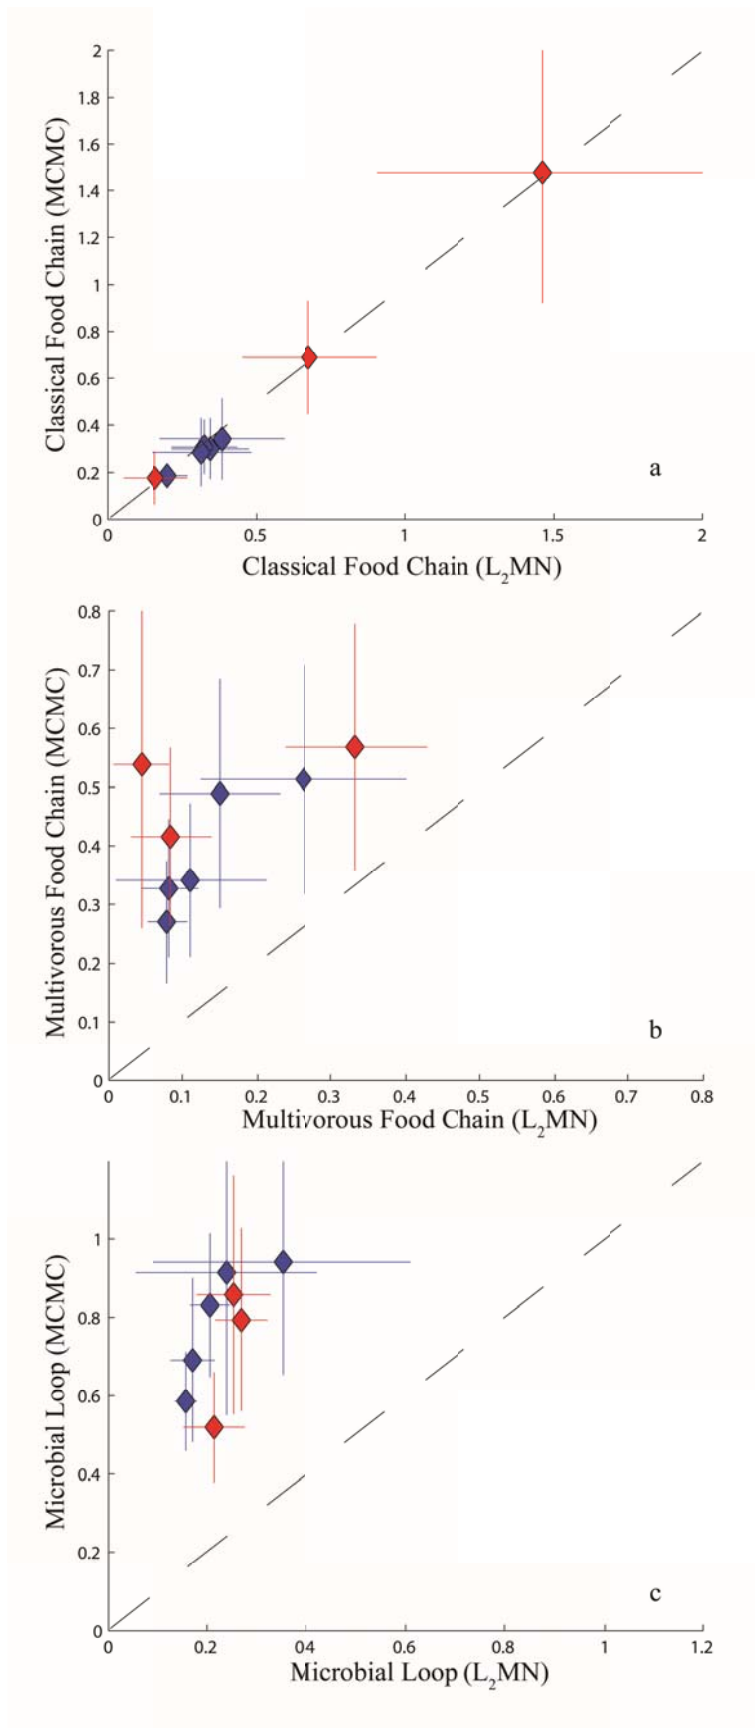 2
1.8
1.6
1.4
1.2
1
0.8
0.6
0.4
0.2
0
Classical Food Chain (MCMC)
a
0 0.5 1 1.5 2
Classical Food Chain (L2MN)
0.8
0.7
0.6
0.5
0.4
0.3
0.2
0.1
0
Multivorous Food Chain (MCMC)
b
0 0.1 0.2 0.3 0.4 0.5 0.6 0.7 0.8
Multivorous Food Chain (L2MN)
1
0.8
0.6
0.4
0.2
0
Microbial Loop (MCMC)
c
0 0.2 04 0.6 0.8 1 1.2
Microbial Loop (L2MN)